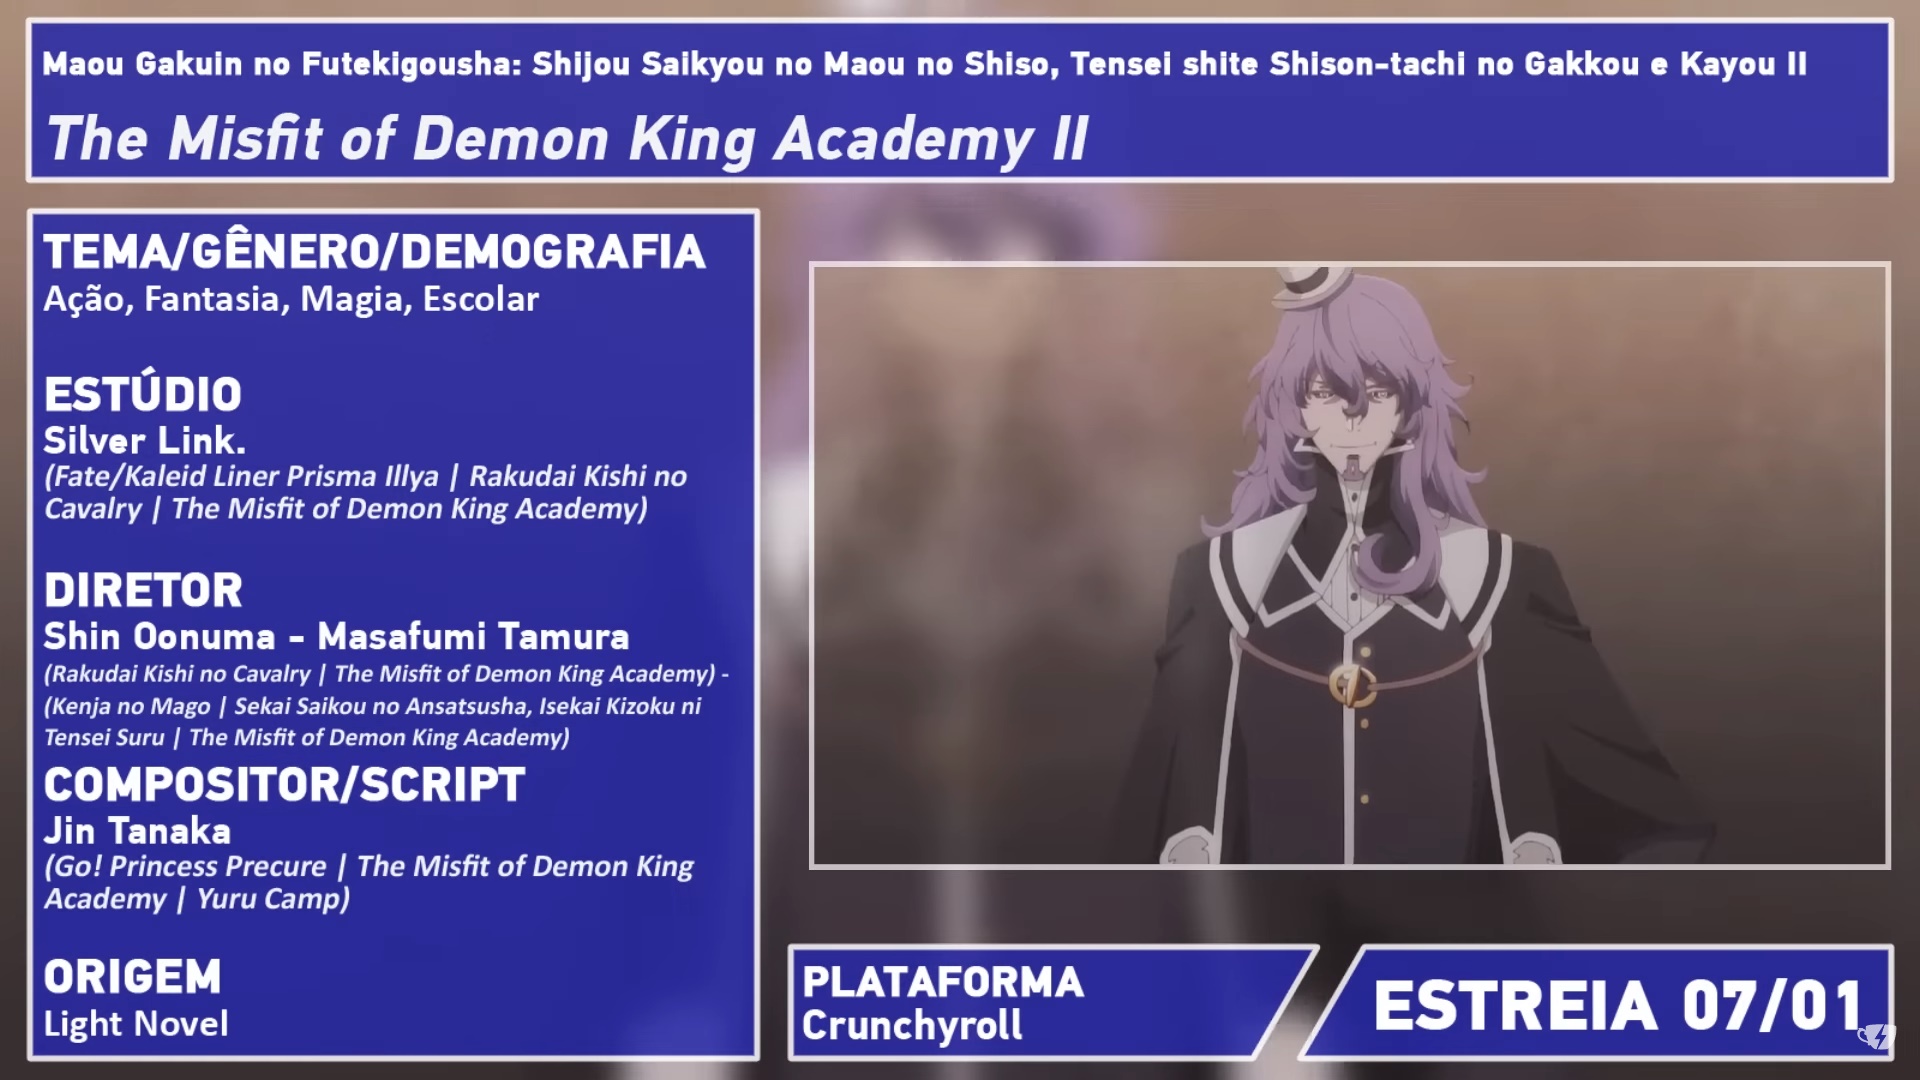 Maou Gakuin no Futekigousha: Shijou Saikyou no Maou no Shiso, Tensei shite Shison-tachi no Gakkou e Kayou II
The Misfit of Demon King Academy II
TEMA/GÊNERO/DEMOGRAFIA
Ação, Fantasia, Magia, Escolar
ESTÚDIO
Silver Link.
(Fate/Kaleid Liner Prisma Illya | Rakudai Kishi no
Cavalry | The Misfit of Demon King Academy)
DIRETOR
Shin Oonuma - Masafumi Tamura
(Rakudai Kishi no Cavalry | The Misfit of Demon King Academy) -
(Kenja no Mago | Sekai Saikou no Ansatsusha, Isekai Kizoku ni
Tensei Suru | The Misfit of Demon King Academy)
COMPOSITOR/SCRIPT
Jin Tanaka
(Go! Princess Precure | The Misfit of Demon King
Academy | Yuru Camp)
ORIGEM
Light Novel
PLATAFORMA
Crunchyroll
ESTREIA 07/01